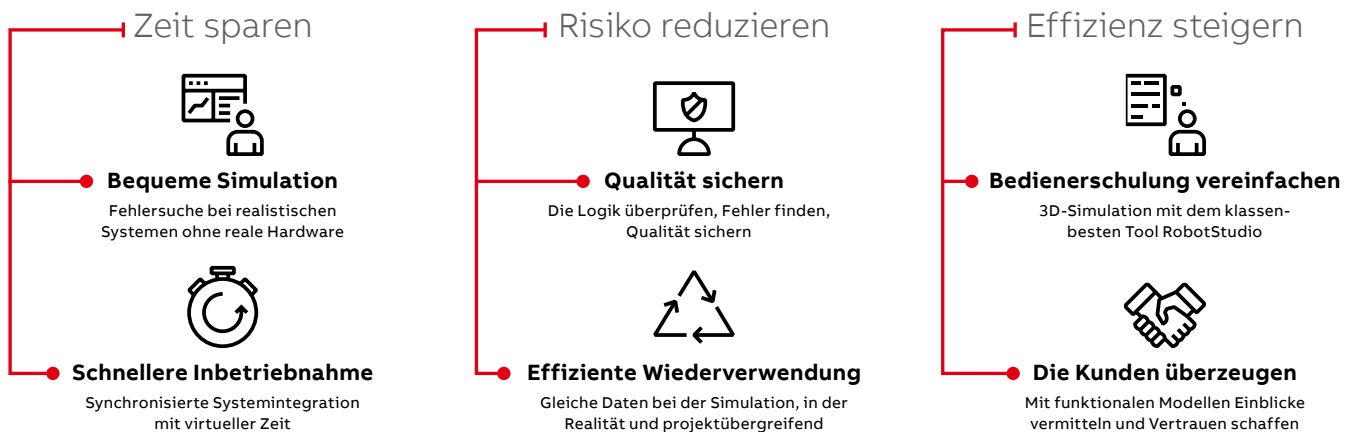 Zeit sparen
Bequeme Simulation
Fehlersuche bei realistischen
Systemen ohne reale Hardware
Schnellere Inbetriebnahme
Synchronisierte Systemintegration
mit virtueller Zeit
Risiko reduzieren
Qualität sichern
Die Logik überprüfen, Fehler finden,
Qualität sichern
Effiziente Wiederverwendung
Gleiche Daten bei der Simulation, in der
Realität und projektübergreifend
Effizienz steigern
Bedienerschulung vereinfachen
3D-Simulation mit dem klassen-
besten Tool RobotStudio
Die Kunden überzeugen
Mit funktionalen Modellen Einblicke
vermitteln und Vertrauen schaffen